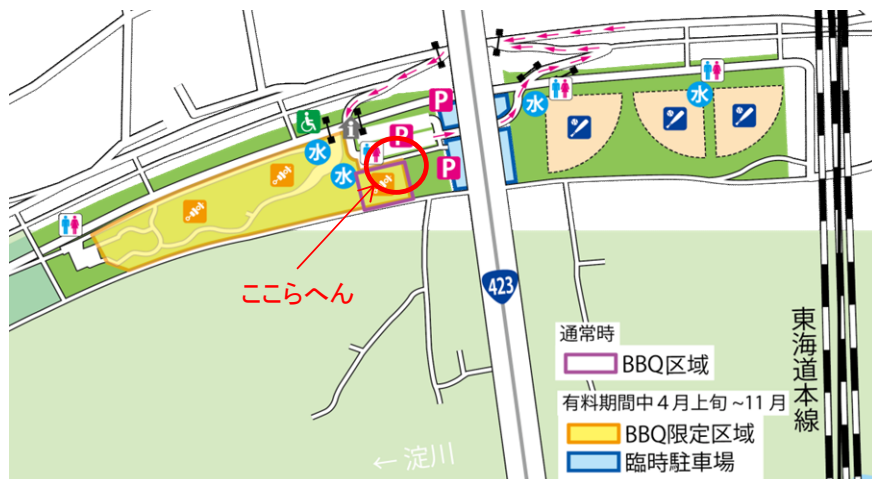 P
水
水
P
水
P
水
i
ここらへん
423
東海道本線
通常時
BBQ区域
有料期間中4月上旬~11月
BBQ限定区域
臨時駐車場
←淀川